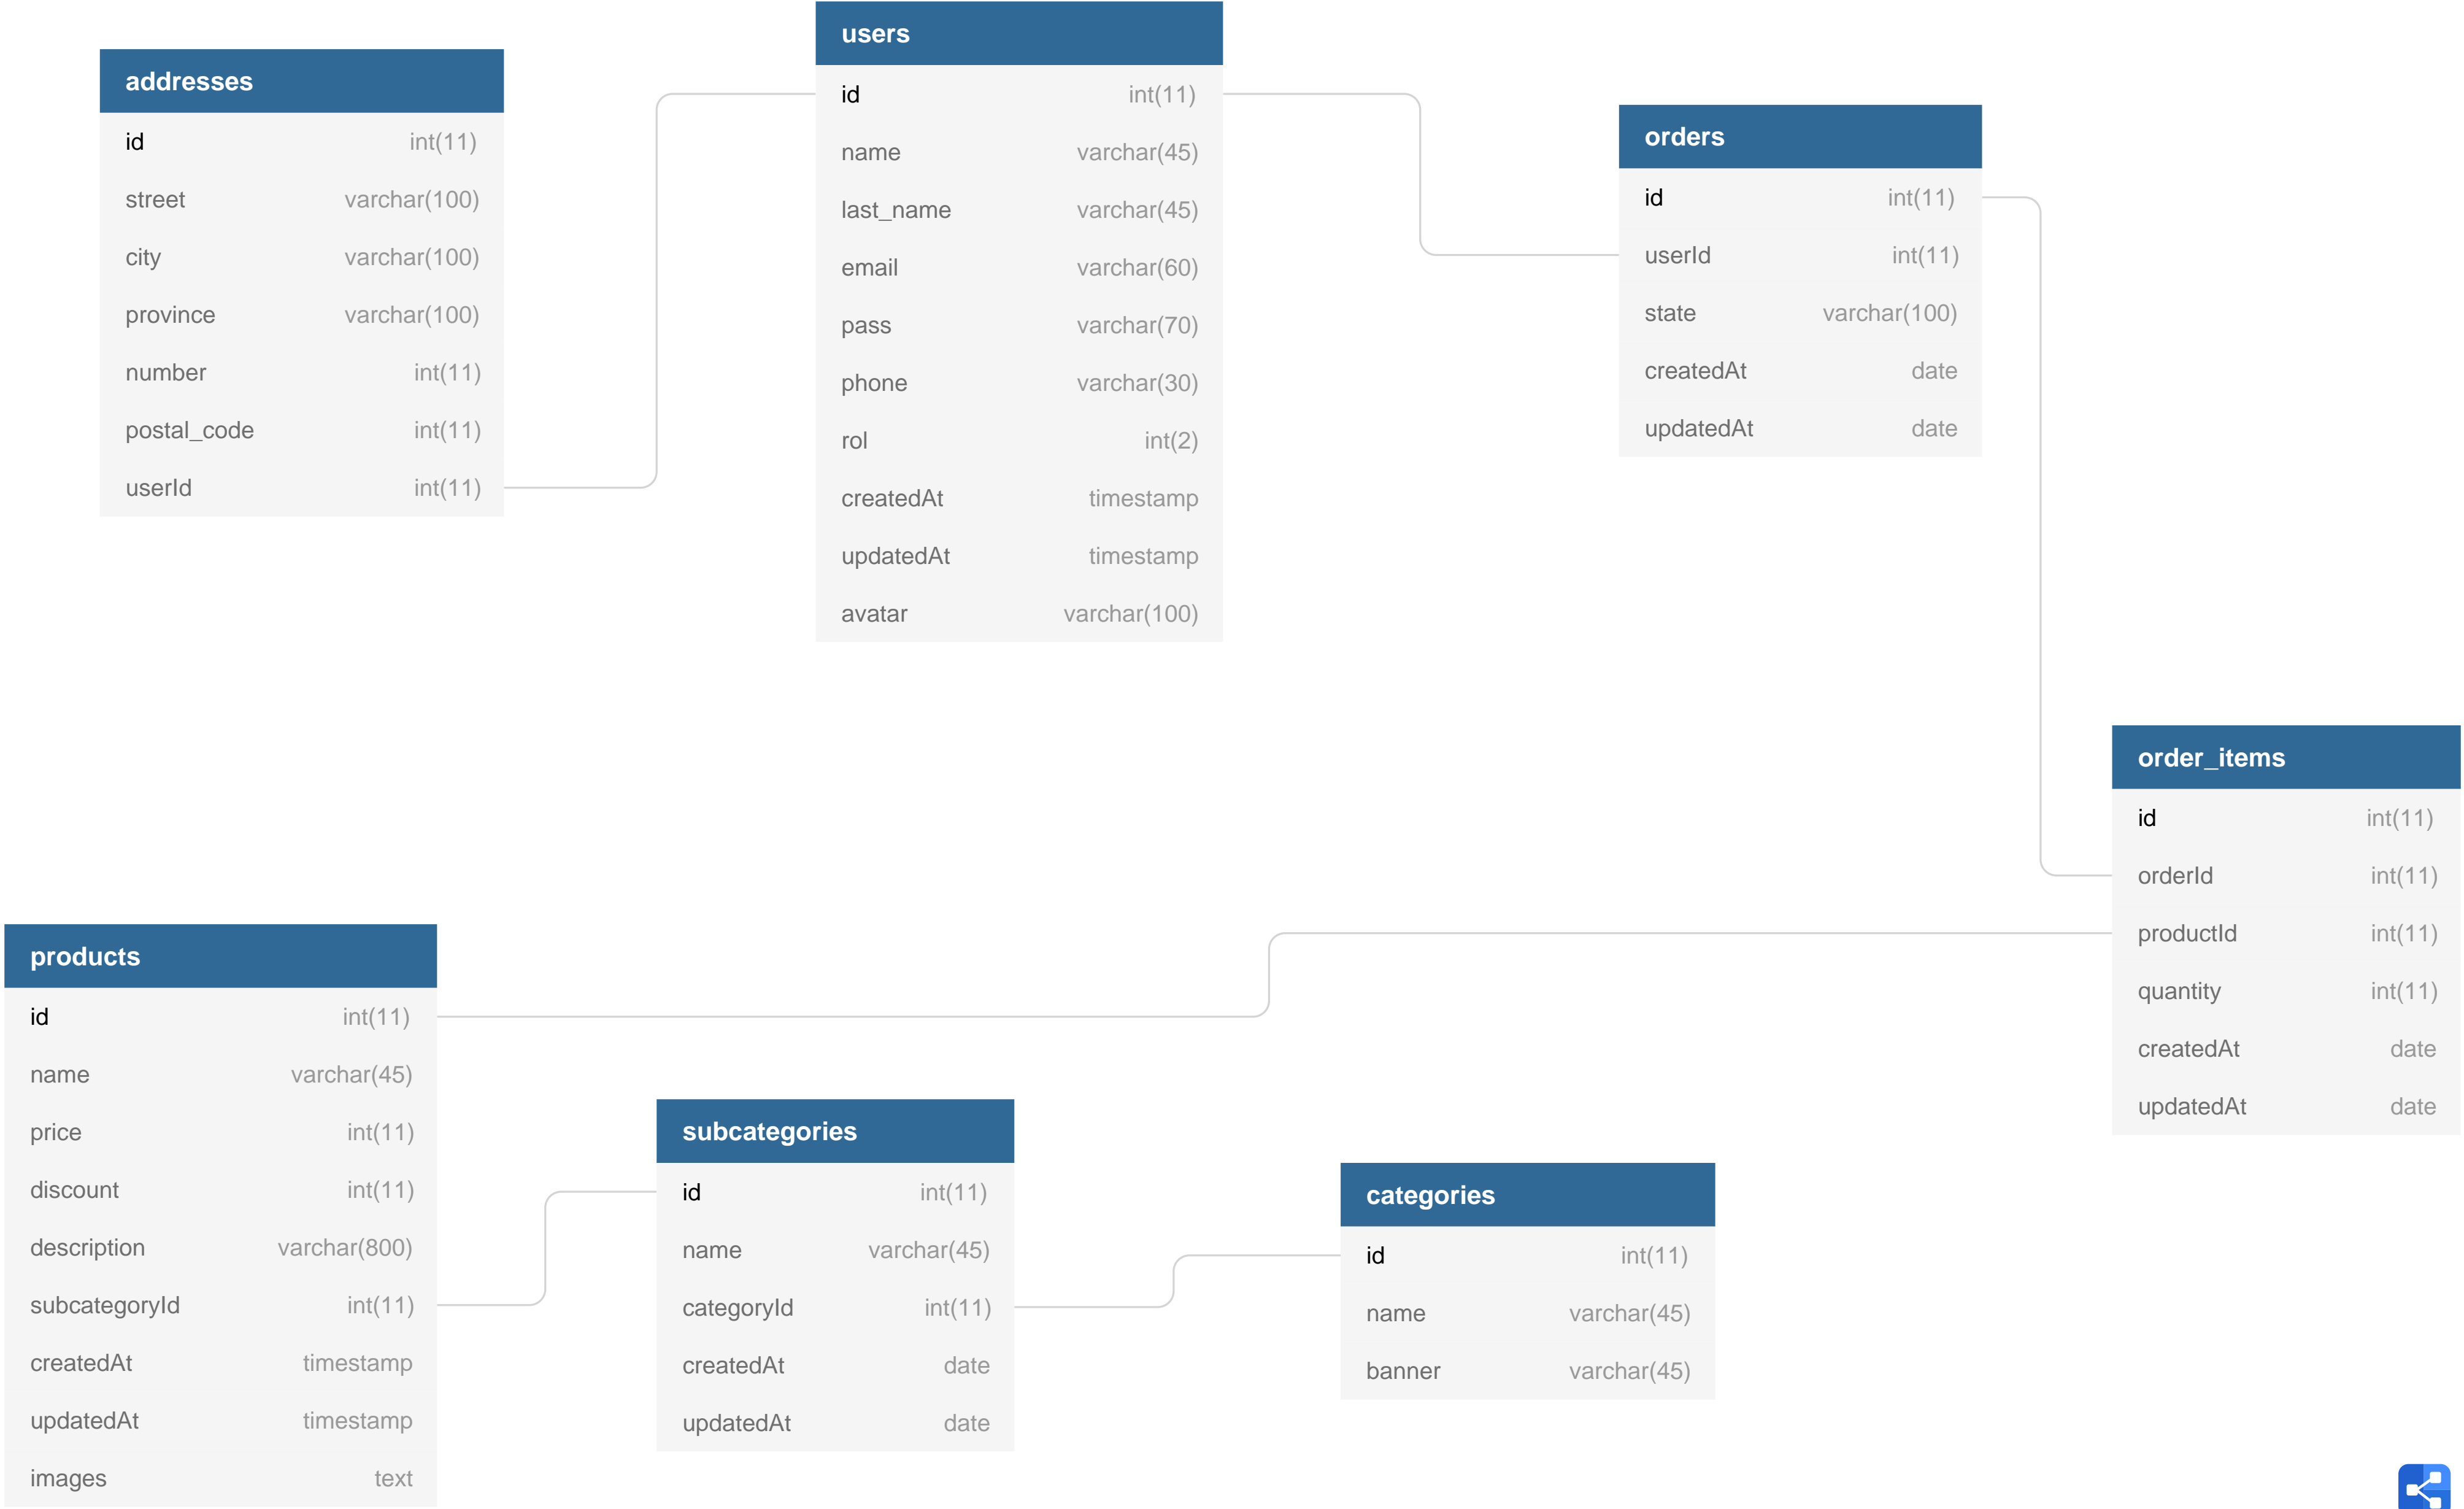 addresses
id int(11)
street varchar(100)
city varchar(100)
province varchar(100)
number int(11)
postal_code int(11)
userId int(11)
users
id int(11)
name varchar(45)
last_name varchar(45)
email varchar(60)
pass varchar(70)
phone varchar(30)
rol int(2)
createdAt timestamp
updatedAt timestamp
avatar varchar(100)
orders
id int(11)
userId int(11)
state varchar(100)
createdAt date
updatedAt date
order_items
id int(11)
orderId int(11)
productId int(11)
quantity int(11)
createdAt date
updatedAt date
products
id int(11)
name varchar(45)
price int(11)
discount int(11)
description varchar(800)
subcategoryId int(11)
createdAt timestamp
updatedAt timestamp
images text
subcategories
id int(11)
name varchar(45)
categoryId int(11)
createdAt date
updatedAt date
categories
id int(11)
name varchar(45)
banner varchar(45)